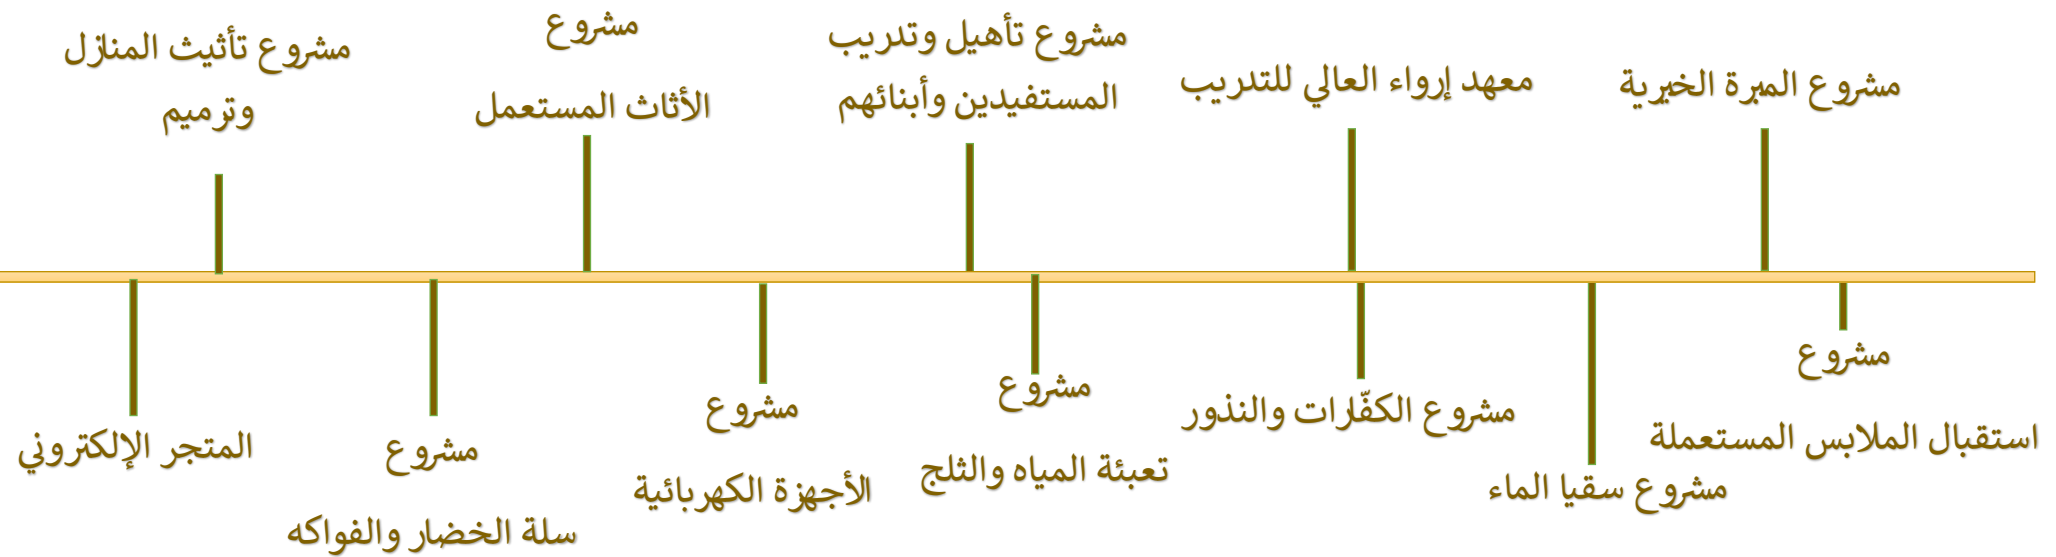 مشروع المبرة الخيرية
معهد إرواء العالي للتدريب
مشروع تأهيل وتدريب
المستفيدين وأبنائهم
مشروع
الأثاث المستعمل
مشروع تأثيث المنازل
وترميم
مشروع
استقبال الملابس المستعملة
مشروع سقيا الماء
مشروع الكفّارات والنذور
مشروع
تعبئة المياه والثلج
مشروع
الأجهزة الكهربائية
مشروع
سلة الخضار والفواكه
المتجر الإلكتروني